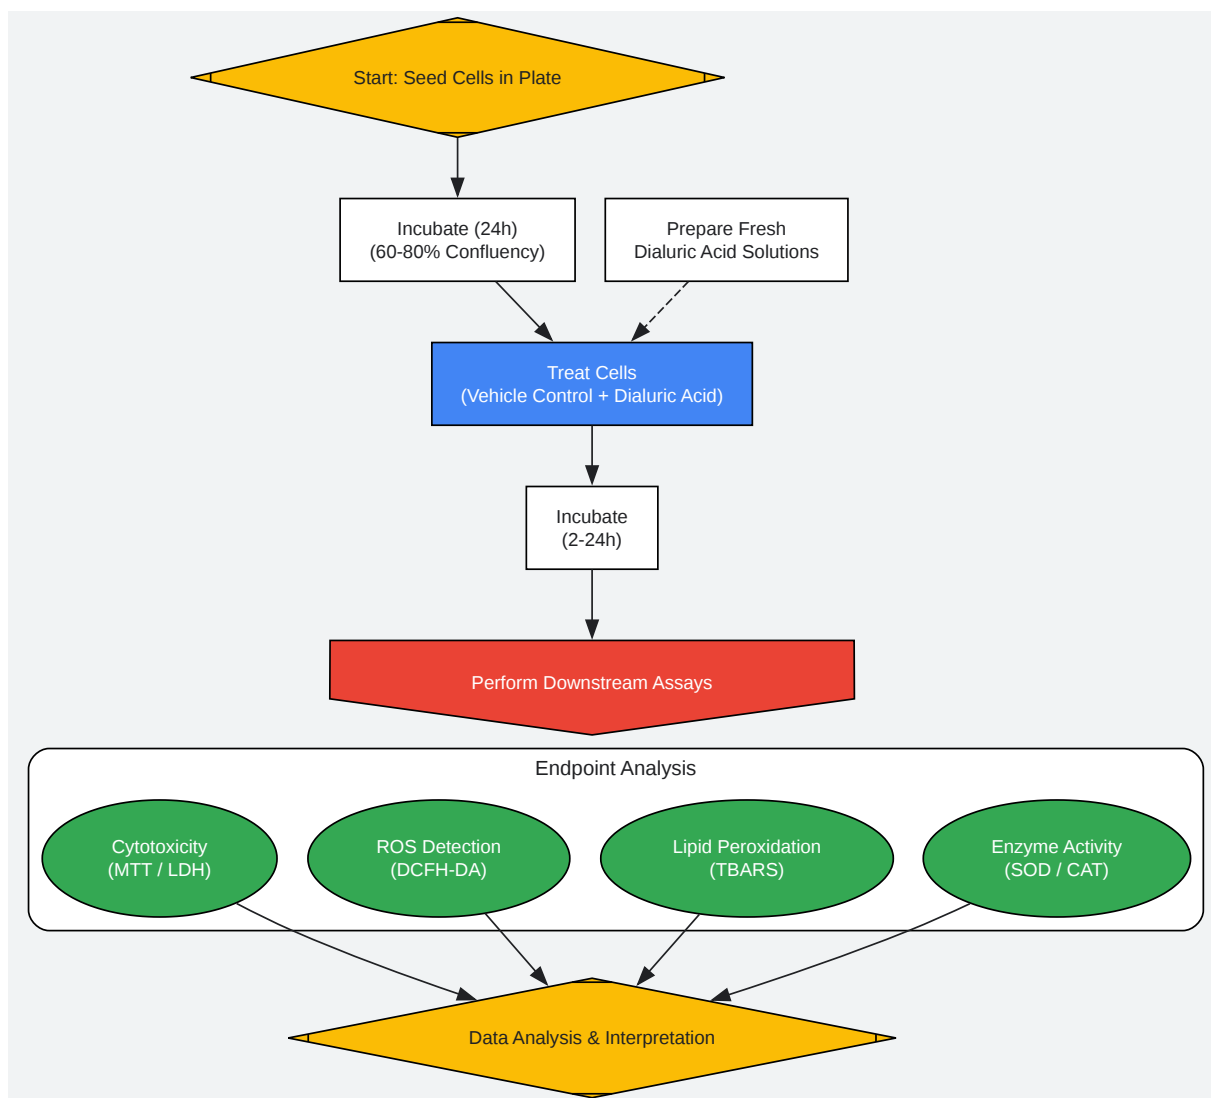 Start: Seed Cells in Plate
Incubate (24h)
(60-80% Confluency)
Prepare Fresh
Dialuric Acid Solutions
Treat Cells
(Vehicle Control + Dialuric Acid)
Incubate
(2-24h)
Perform Downstream Assays
Endpoint Analysis
Cytotoxicity
(MTT / LDH)
ROS Detection
(DCFH-DA)
Lipid Peroxidation
(TBARS)
Enzyme Activity
(SOD / CAT)
Data Analysis & Interpretation